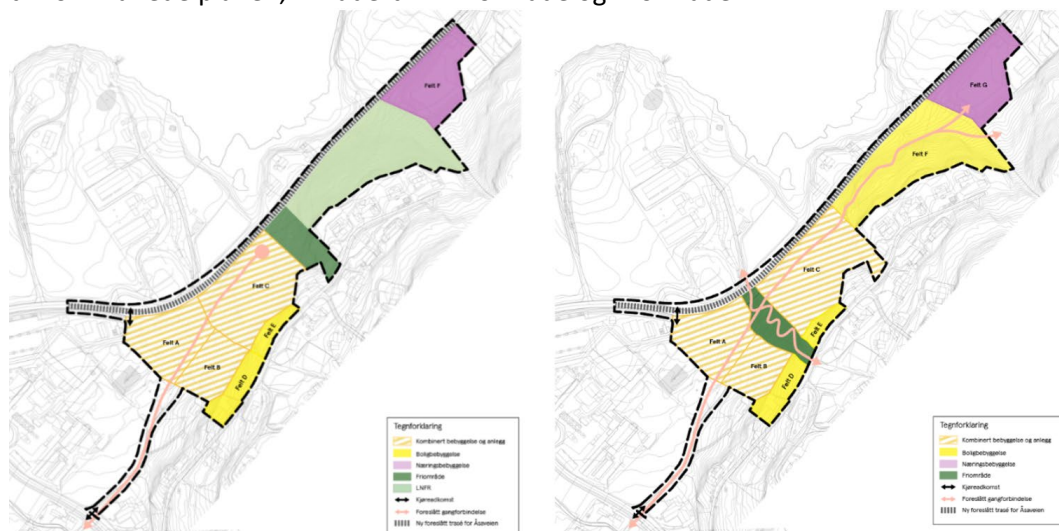 Felt F
Felt C
Felt A
Felt B
Felt E
Felt D
Tegnforklaring
Kombinert bebyggelse og anlegg
Boligbebyggelse
Næringsbebyggelse
Friområde
LNFR
Kjøreadkomst
Foreslått gangforbindelse
Ny foreslått trasé for Åsaveien
Felt G
Felt F
Felt C
Felt A
Felt B
Felt E
Felt D
Tegnforklaring
Kombinert bebyggelse og anlegg
Boligbebyggelse
Næringsbebyggelse
Friområde
Kjøreadkomst
Foreslått gangforbindelse
Ny foreslått trasé for Åsaveien